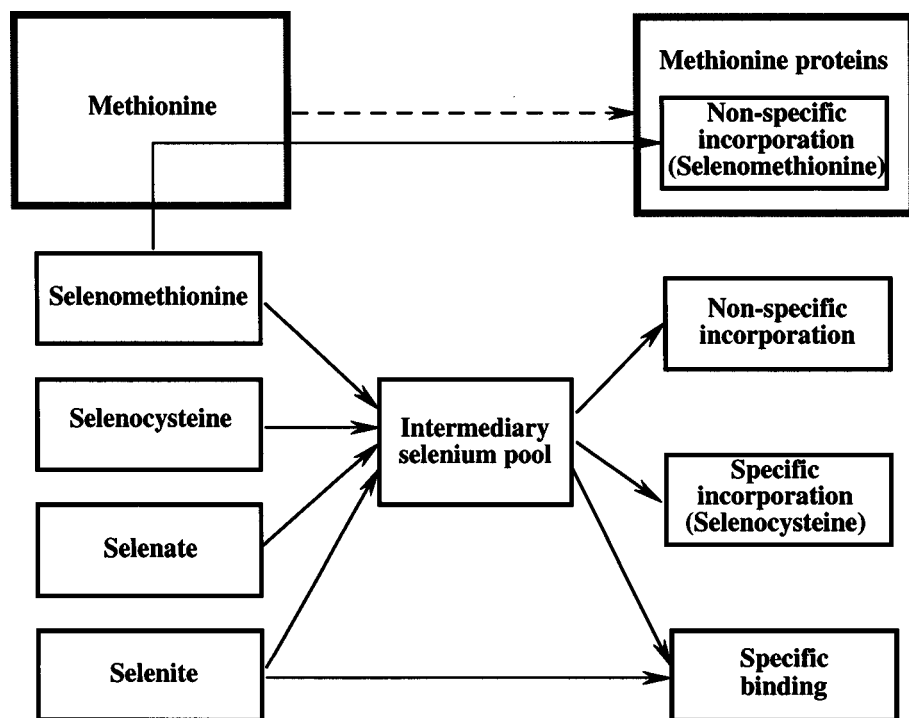 Methionine
Methionine proteins
Non-specific
incorporation
(Selenomethionine)
Selenomethionine
Non-specific
incorporation
Selenocysteine
Intermediary
selenium pool
Specific
incorporation
(Selenocysteine)
Selenate
Selenite
Specific
binding